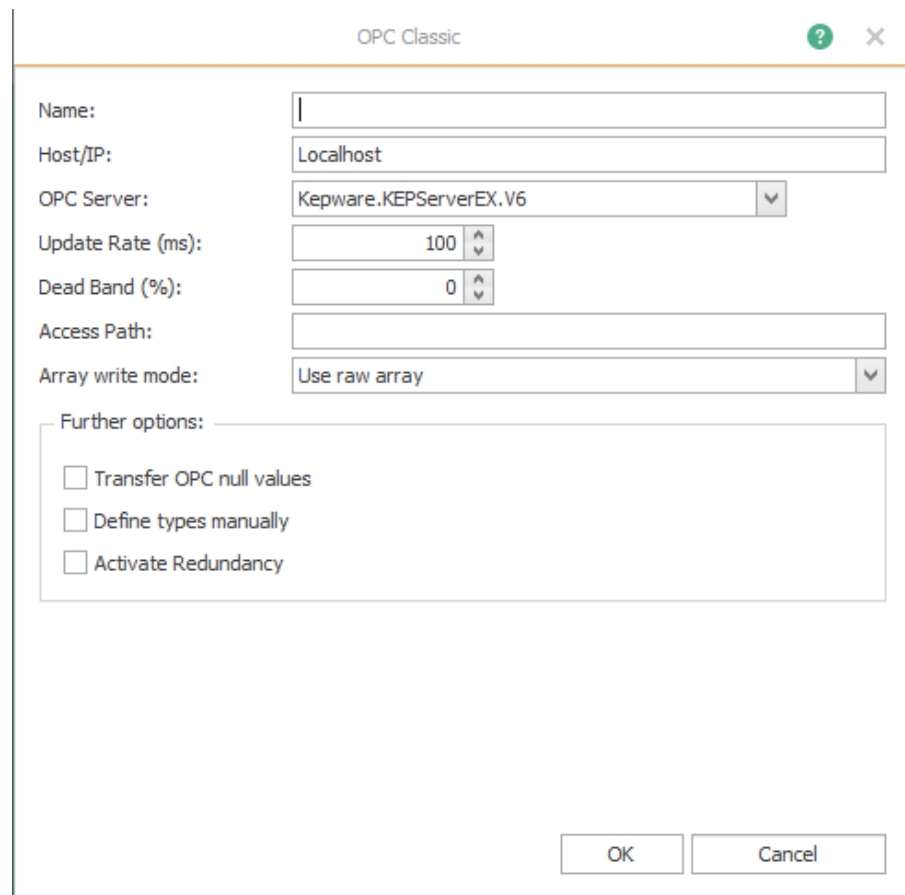 OPC Classic
?
Name:
Host/IP: Localhost
OPC Server: Kepware.KEPServerEX.V6
Update Rate (ms): 100
Dead Band (%): 0
Access Path:
Array write mode: Use raw array
Further options:
Transfer OPC null values
Define types manually
Activate Redundancy
OK Cancel